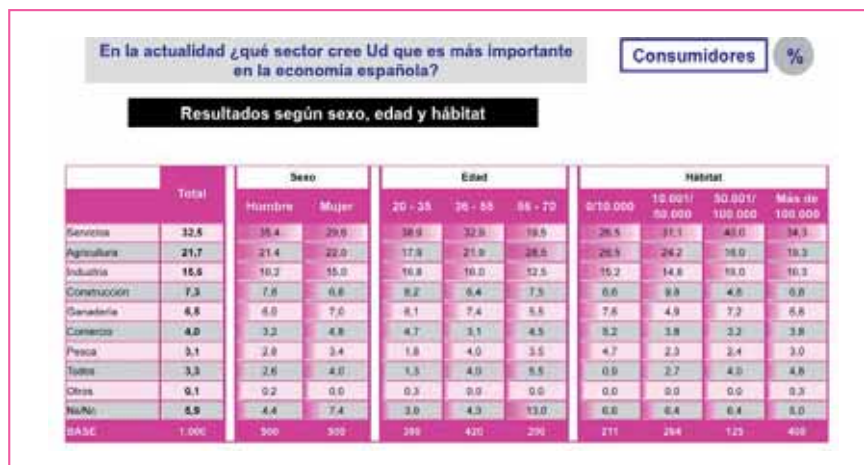 En la actualidad ¿qué sector cree Ud que es más importante
en la economía española?
Consumidores
%
Resultados según sexo, edad y hábitat
Total Sexo Edad Hábitat
Hombre Mujer 20 - 35 36 - 55 56 - 70 0/10.000 10.001/ 50.000 50.001/ 100.000 Más de 100.000
Servicios 32,5 35,4 29,6 38,9 32,9 26,5 31,1 40,0 34,3
Agricultura 21,7 21,4 22,0 17,9 21,9 28,5 26,5 24,2 16,0 19,3
Industria 15,6 16,2 15,0 16,8 16,0 12,5 15,2 14,8 16,3
Construcción 7,3 7,8 6,8 8,2 6,4 7,5 6,6 9,8 4,8 6,8
Ganadería 6,5 6,0 7,0 6,1 7,4 5,5 7,6 4,9 7,2 6,8
Comercio 4,0 3,2 4,8 4,7 3,1 4,5 5,2 3,8 3,2 3,8
Pesca 3,1 2,8 3,4 1,8 4,0 3,5 4,7 2,3 2,4 3,0
Todos 3,3 2,6 4,0 1,3 4,0 5,5 0,9 2,7 4,0 4,8
Otros 0,1 0,2 0,0 0,3 0,0 0,0 0,0 0,0 0,0 0,3
Ns/Nc 5,9 4,4 7,4 3,9 4,3 13,0 6,6 6,4 6,4 5,0
BASE 1.000 500 500 380 420 200 211 264 125 400